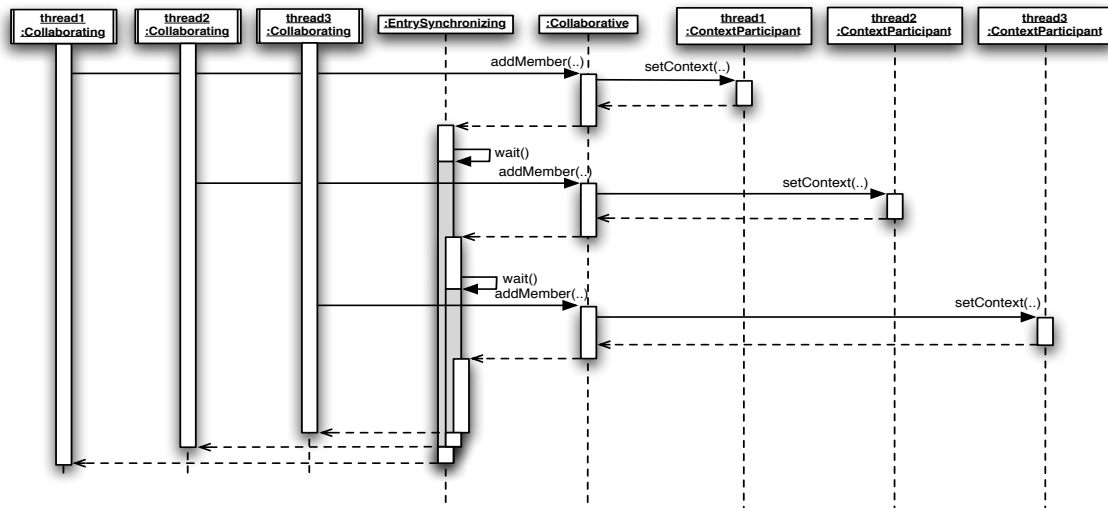 thread1
:Collaborating
thread2
:Collaborating
thread3
:Collaborating
:EntrySynchronizing
:Collaborative
thread1
:ContextParticipant
thread2
:ContextParticipant
thread3
:ContextParticipant
addMember(..)
setContext(..)
wait()
addMember(..)
setContext(..)
wait()
addMember(..)
setContext(..)